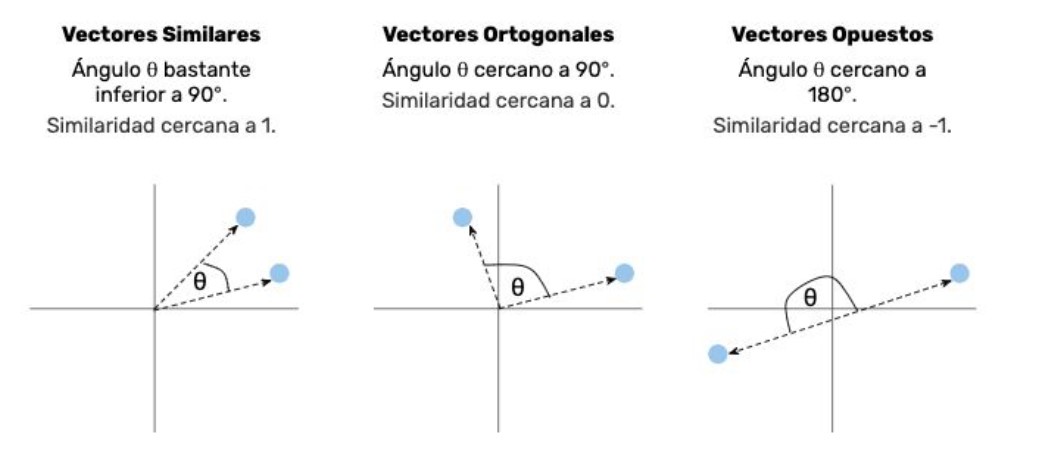 Vectores Similares
Ángulo θ bastante
inferior a 90°.
Similaridad cercana a 1.
θ
Vectores Ortogonales
Ángulo θ cercano a 90°.
Similaridad cercana a 0.
θ
Vectores Opuestos
Ángulo θ cercano a
180°.
Similaridad cercana a -1.
θ